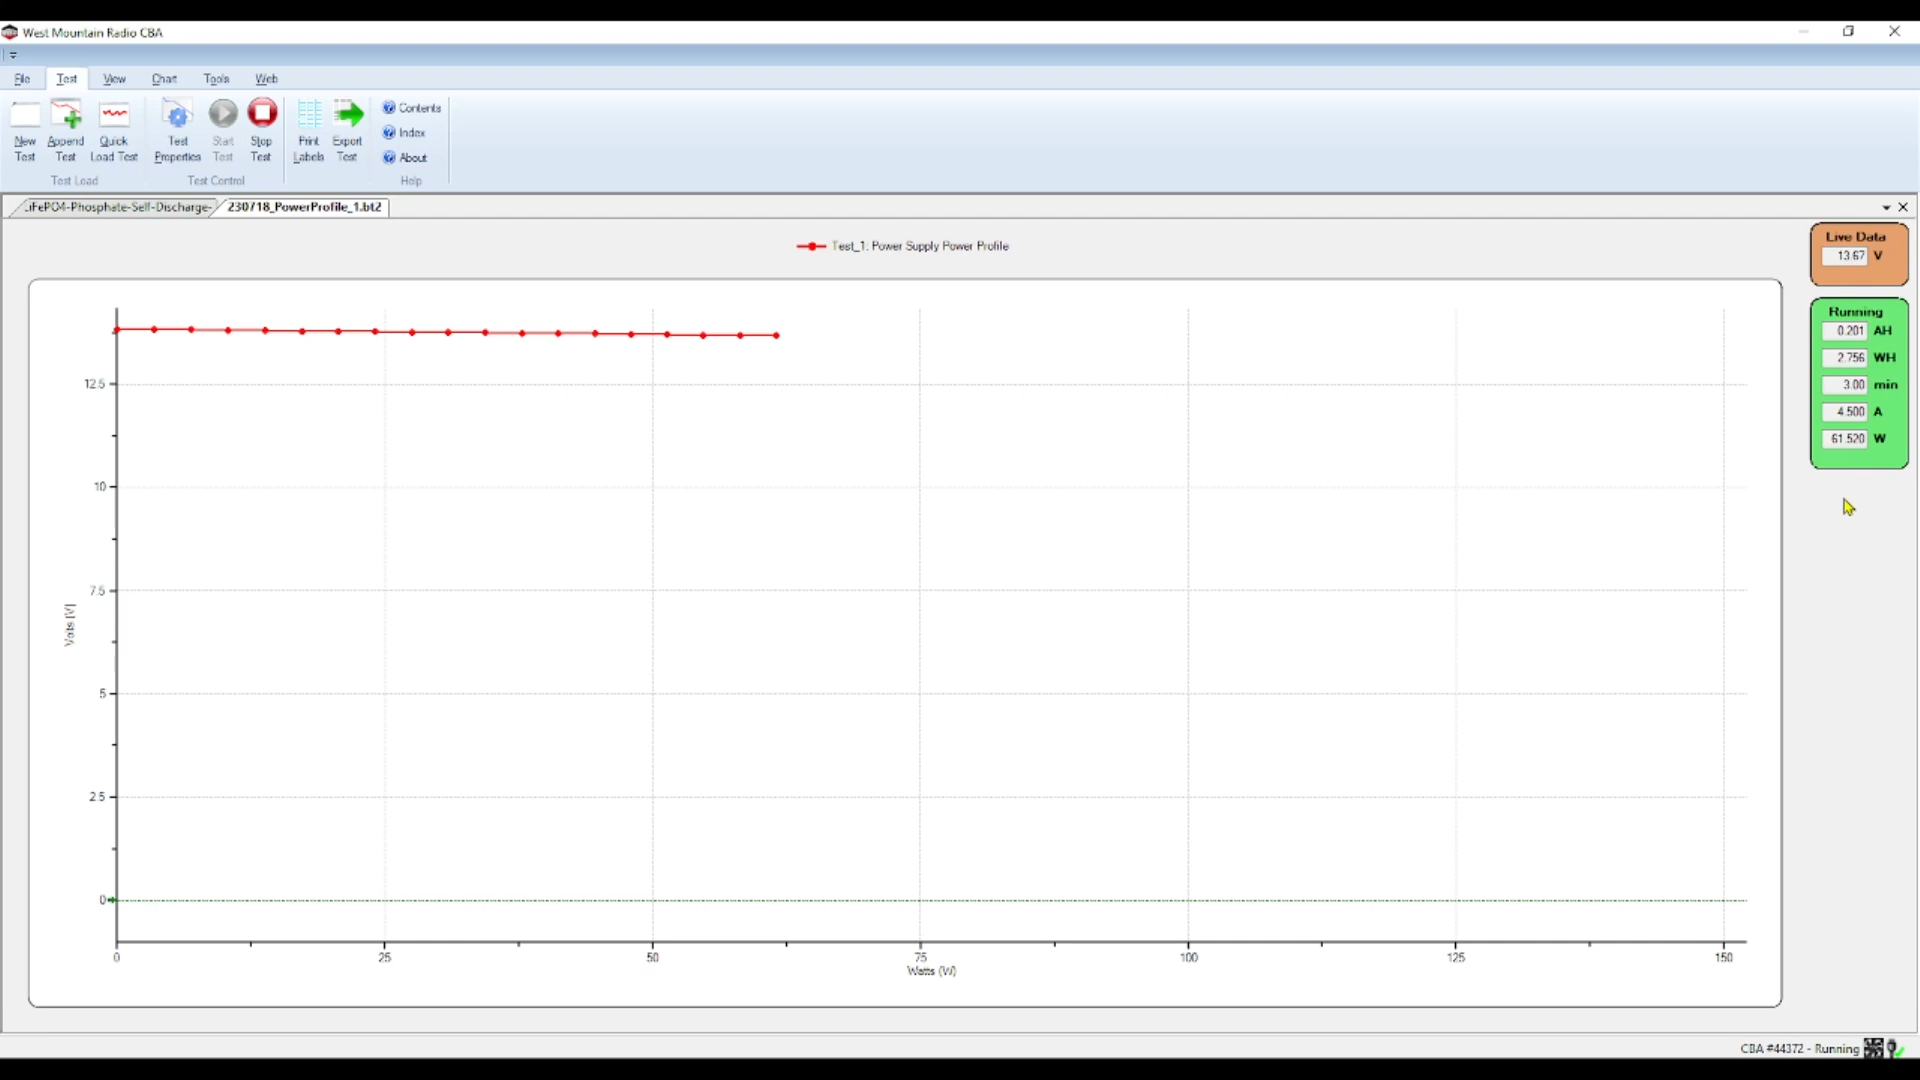 West Mountain Radio CBA
File Test View Chart Tools Web
New Test Append Test Quick Load Test Test Properties Start Test Stop Test Print Labels Export Test
Contents
Index
About
Test Load Test Control Help
.iFePO4-Phosphate-Self-Discharge- 230718_PowerProfile_1.bt2
Test_1: Power Supply Power Profile
Live Data
13.67 V
Running
0.201 AH
2.756 WH
3.00 min
4.500 A
61.520 W
12.5
10
7.5
Volts [V]
5
2.5
0
0 25 50 75 100 125 150
Watts (W)
CBA #44372 - Running